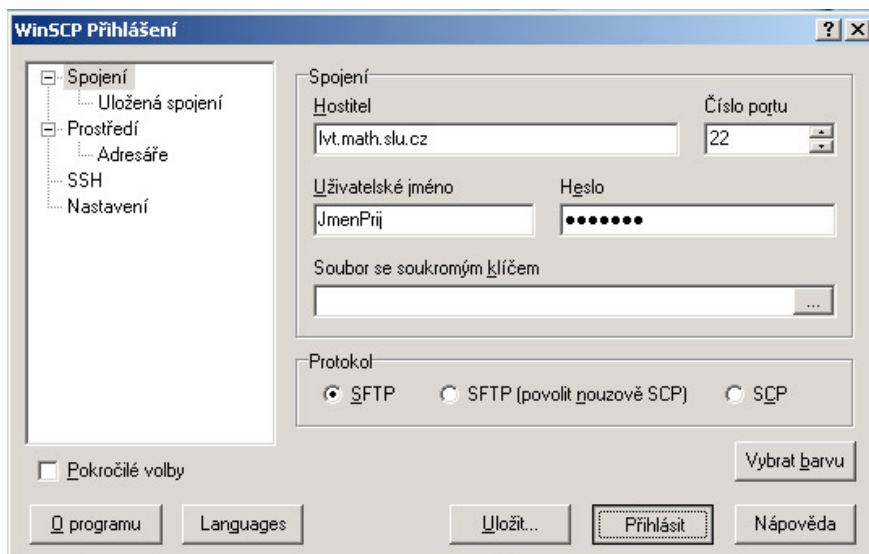 WinSCP Přihlášení
Spojení
Uložená spojení
Prostředí
Adresáře
SSH
Nastavení
Spojení
Hostitel
Číslo portu
lvt.math.slu.cz
22
Uživatelské jméno
Heslo
JmenPrij
●●●●●●●
Soubor se soukromým klíčem
...
Protokol
SFTP
SFTP (povolit nouzově SCP)
SCP
Pokročilé volby
Vybrat barvu
O programu
Languages
Uložit...
Přihlásit
Nápověda